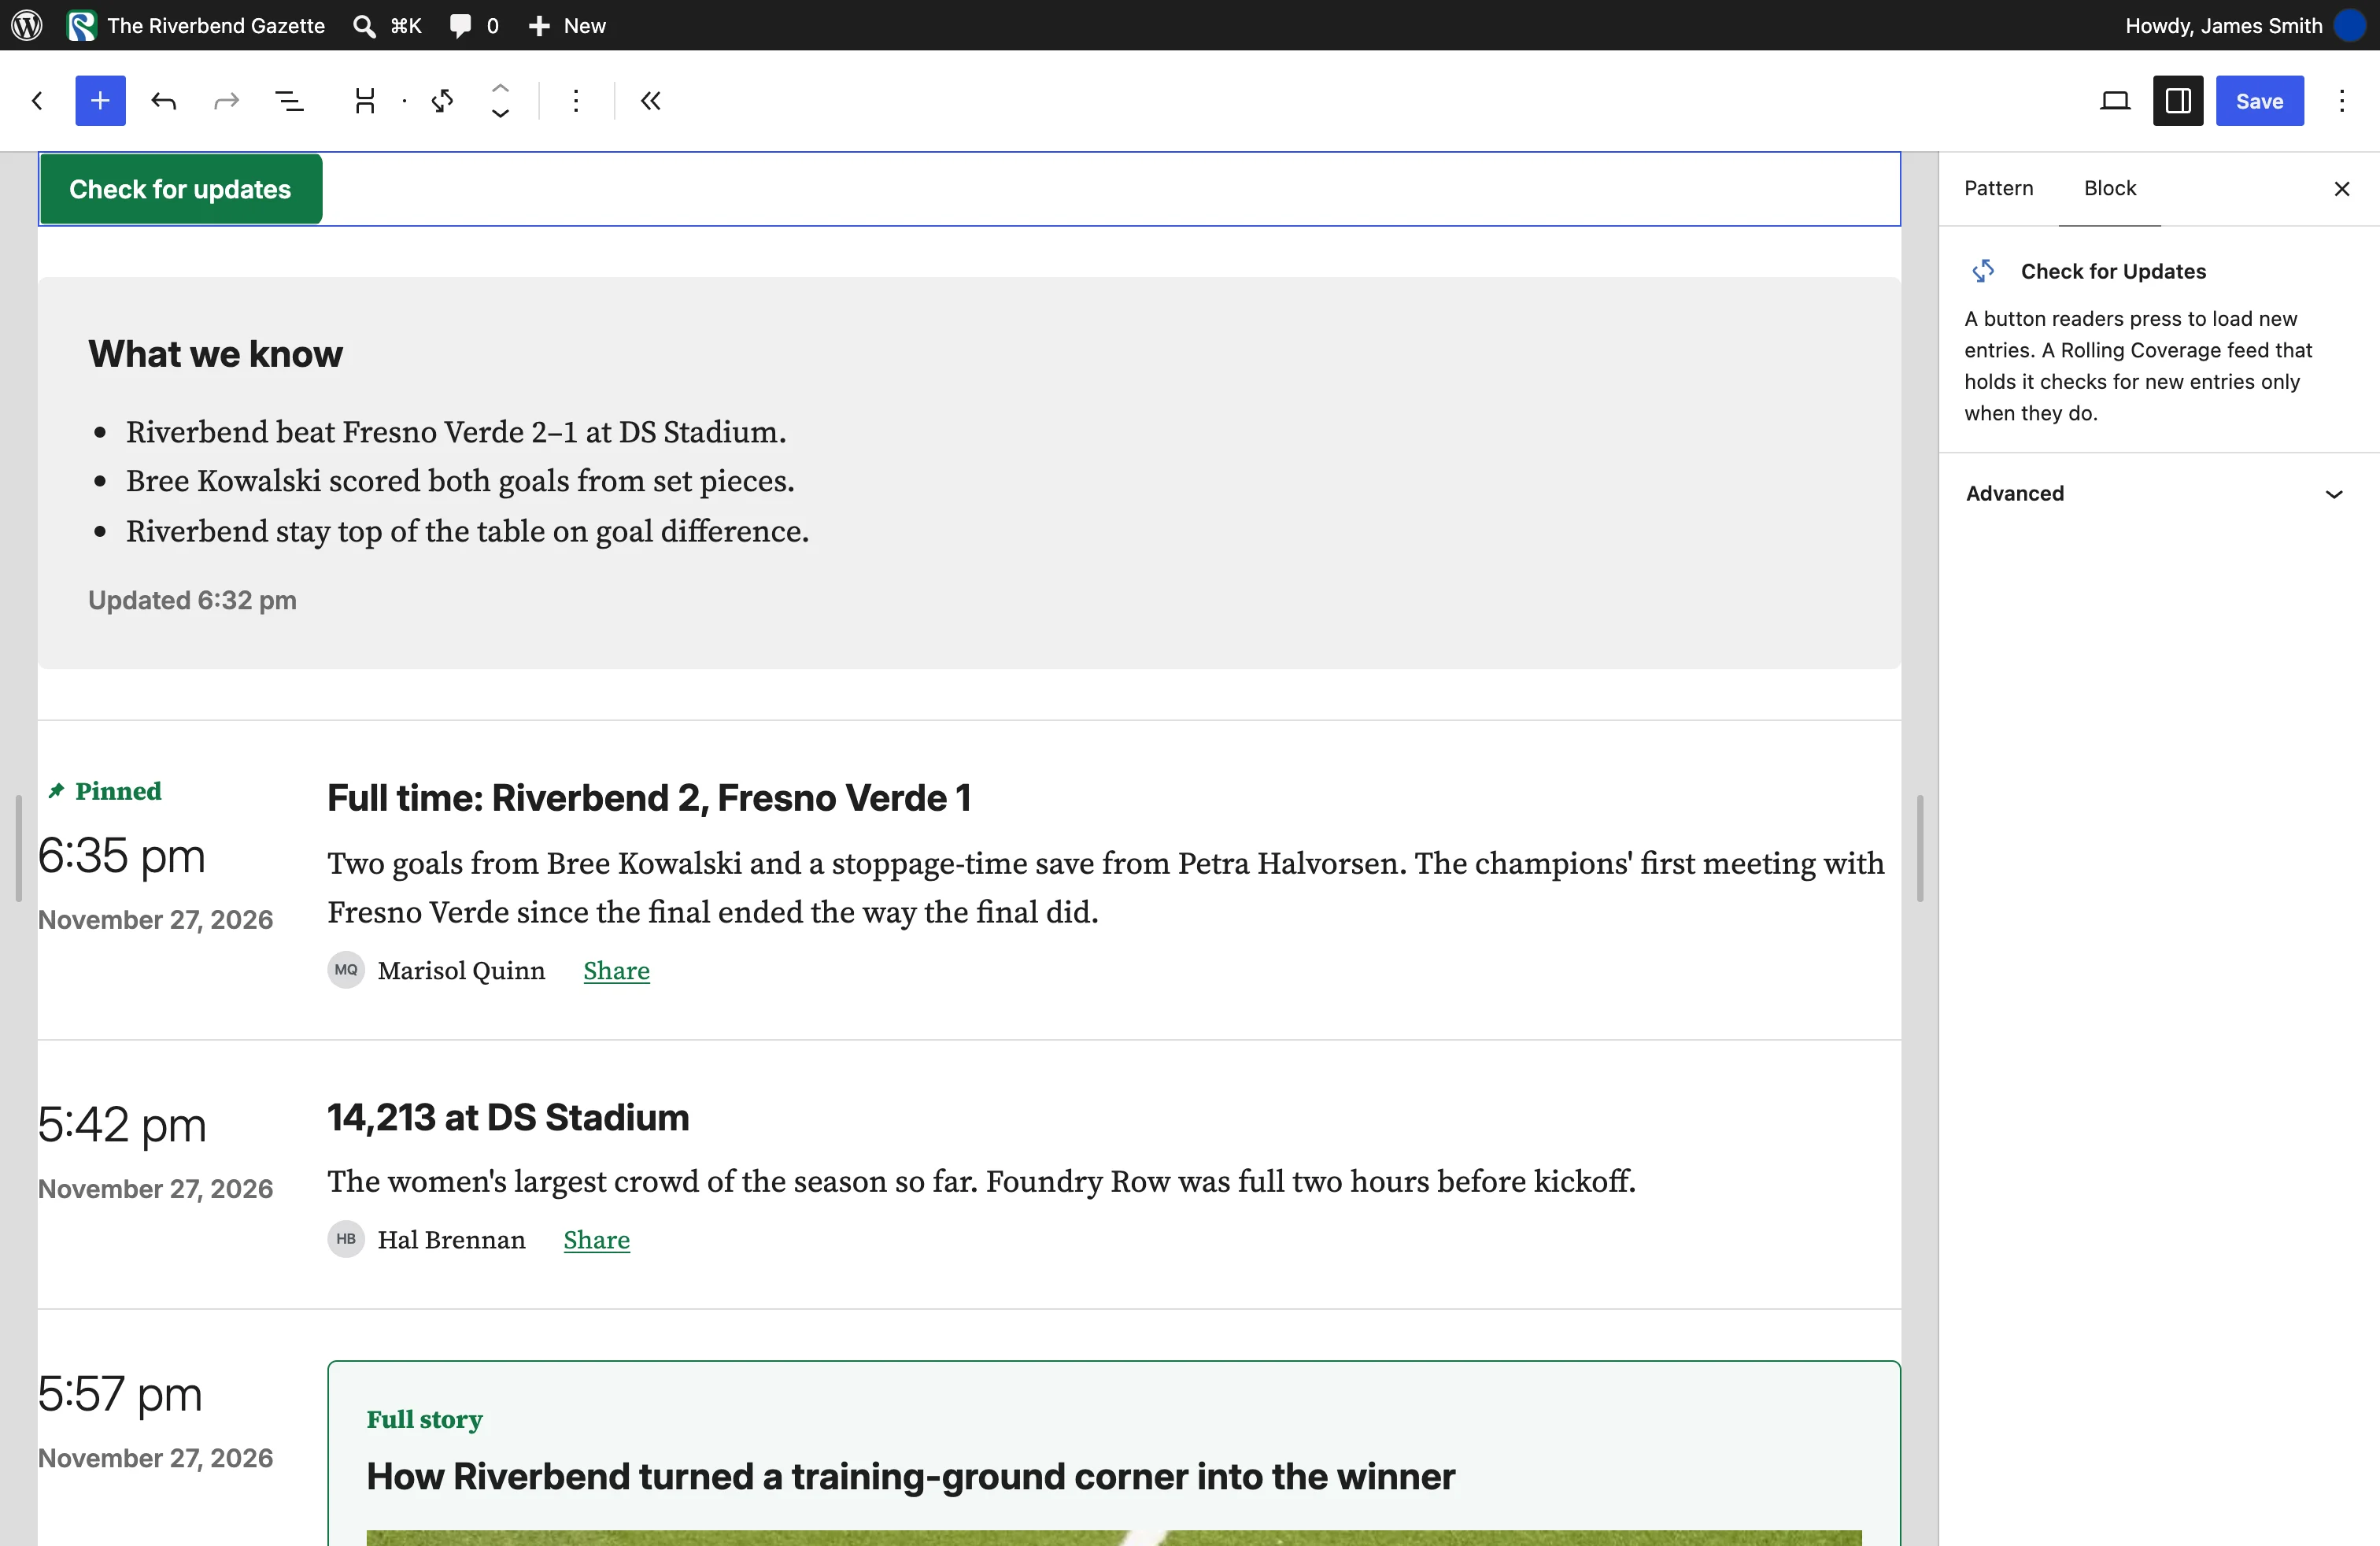 The Riverbend Gazette ⌘K 0 New Howdy, James Smith
Save
Check for updates
What we know
Riverbend beat Fresno Verde 2–1 at DS Stadium.
Bree Kowalski scored both goals from set pieces.
Riverbend stay top of the table on goal difference.
Updated 6:32 pm
Pinned
6:35 pm
November 27, 2026
Full time: Riverbend 2, Fresno Verde 1
Two goals from Bree Kowalski and a stoppage-time save from Petra Halvorsen. The champions' first meeting with
Fresno Verde since the final ended the way the final did.
MQ Marisol Quinn Share
5:42 pm
November 27, 2026
14,213 at DS Stadium
The women's largest crowd of the season so far. Foundry Row was full two hours before kickoff.
HB Hal Brennan Share
5:57 pm
November 27, 2026
Full story
How Riverbend turned a training-ground corner into the winner
Pattern Block
Check for Updates
A button readers press to load new
entries. A Rolling Coverage feed that
holds it checks for new entries only
when they do.
Advanced